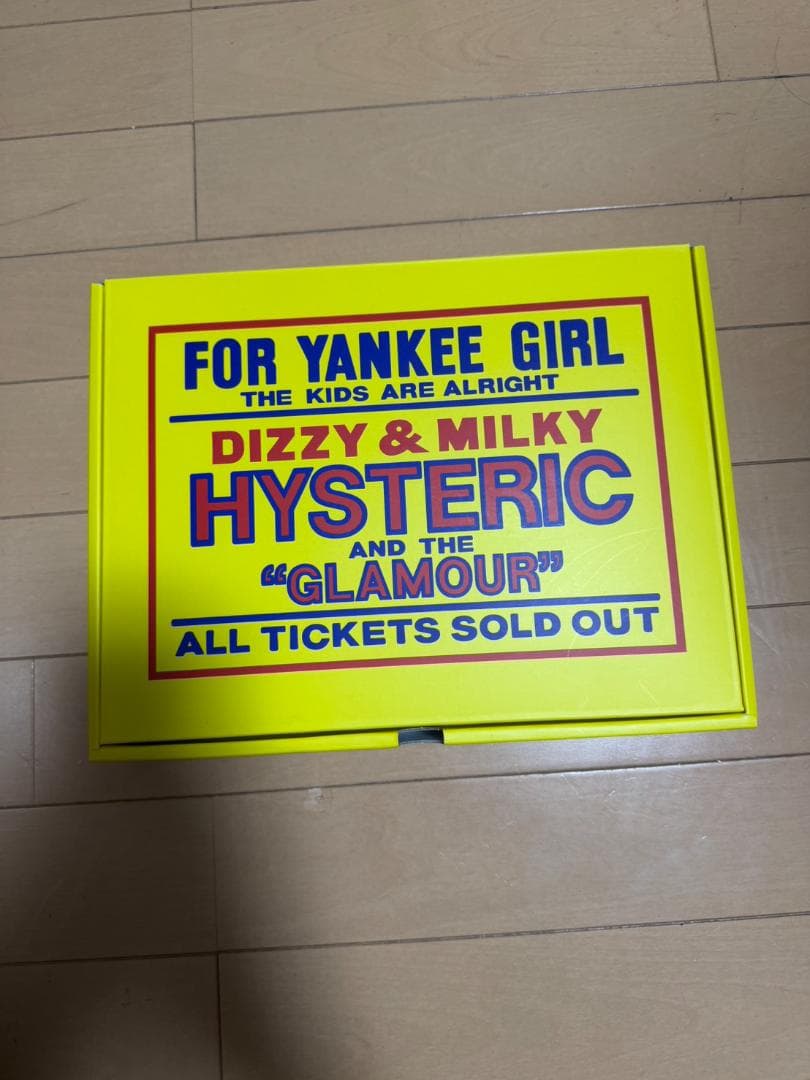 FOR YANKEE GIRL
THE KIDS ARE ALRIGHT
DIZZY & MILKY
HYSTERIC
AND THE
“GLAMOUR”
ALL TICKETS SOLD OUT